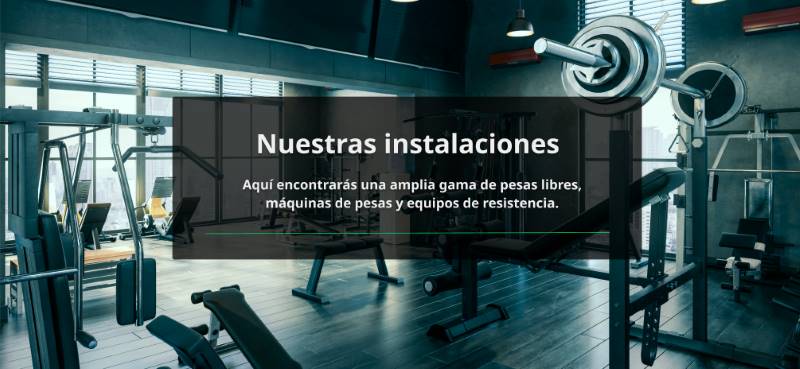 Nuestras instalaciones
Aquí encontrarás una amplia gama de pesas libres,
máquinas de pesas y equipos de resistencia.